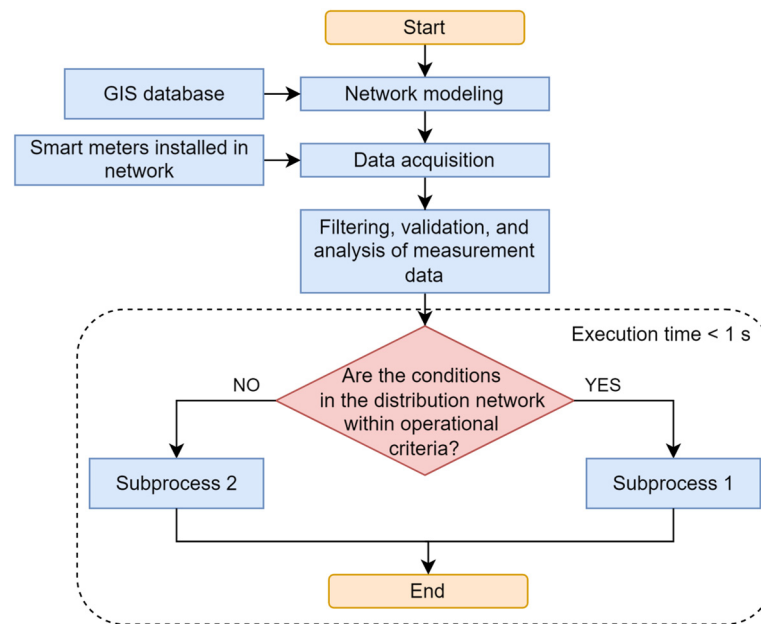 Start
GIS database
Network modeling
Smart meters installed in
network
Data acquisition
Filtering, validation, and
analysis of measurement
data
Execution time < 1 s
Are the conditions
in the distribution network
within operational
criteria?
NO
YES
Subprocess 2
Subprocess 1
End